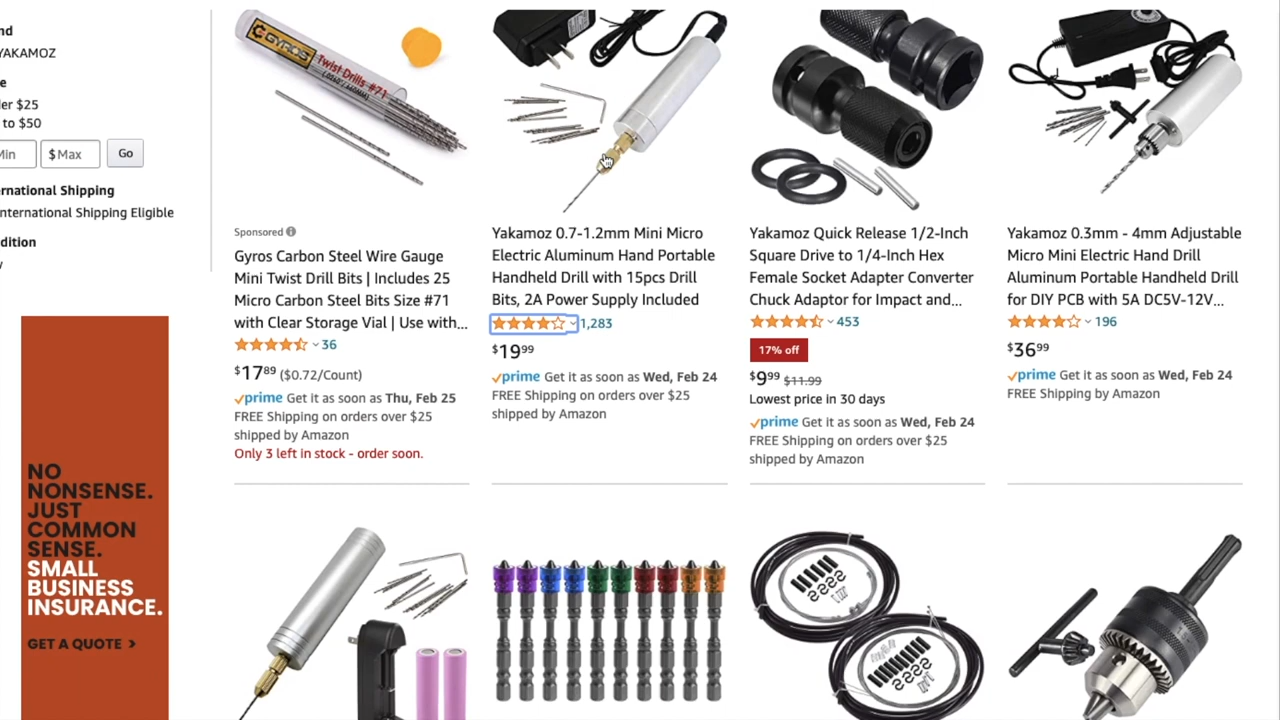 nd
YAKAMOZ
e
er $25
to $50
Min
$ Max
Go
ernational Shipping
nternational Shipping Eligible
dition
GYROS
Twist Drills #71
Sponsored
Gyros Carbon Steel Wire Gauge
Mini Twist Drill Bits | Includes 25
Micro Carbon Steel Bits Size #71
with Clear Storage Vial | Use with...
36
$1789 ($0.72/Count)
prime Get it as soon as Thu, Feb 25
FREE Shipping on orders over $25
shipped by Amazon
Only 3 left in stock - order soon.
Yakamoz 0.7-1.2mm Mini Micro
Electric Aluminum Hand Portable
Handheld Drill with 15pcs Drill
Bits, 2A Power Supply Included
1,283
$1999
prime Get it as soon as Wed, Feb 24
FREE Shipping on orders over $25
shipped by Amazon
Yakamoz Quick Release 1/2-Inch
Square Drive to 1/4-Inch Hex
Female Socket Adapter Converter
Chuck Adaptor for Impact and...
453
17% off
$999 $11.99
Lowest price in 30 days
prime Get it as soon as Wed, Feb 24
FREE Shipping on orders over $25
shipped by Amazon
Yakamoz 0.3mm - 4mm Adjustable
Micro Mini Electric Hand Drill
Aluminum Portable Handheld Drill
for DIY PCB with 5A DC5V-12V...
196
$3699
prime Get it as soon as Wed, Feb 24
FREE Shipping by Amazon
NO
NONSENSE.
JUST
COMMON
SENSE.
SMALL
BUSINESS
INSURANCE.
GET A QUOTE >